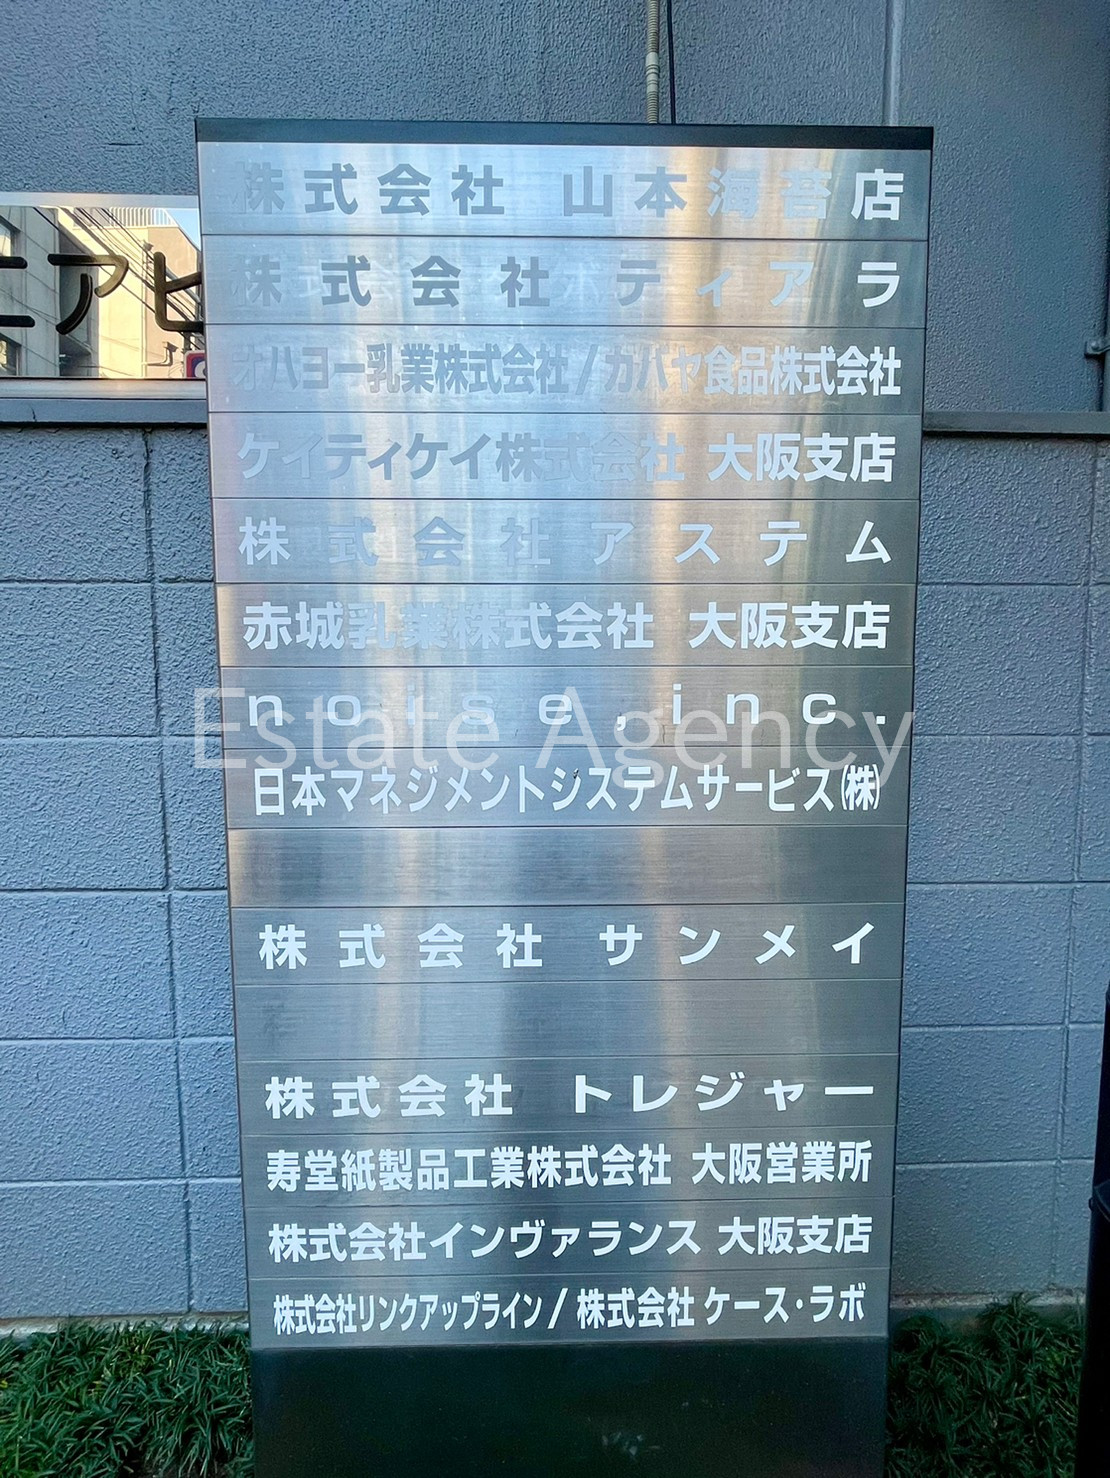 株式会社 山本海苔店
株式会社 ティアラ
オハヨー乳業株式会社/カバヤ食品株式会社
ケイティケイ株式会社 大阪支店
株式会社アステム
赤城乳業株式会社 大阪支店
noise,inc.
Estate Agency
日本マネジメントシステムサービス(株)
株式会社 サンメイ
株式会社 トレジャー
寿堂紙製品工業株式会社 大阪営業所
株式会社インヴァランス 大阪支店
株式会社リンクアップライン/株式会社ケース・ラボ